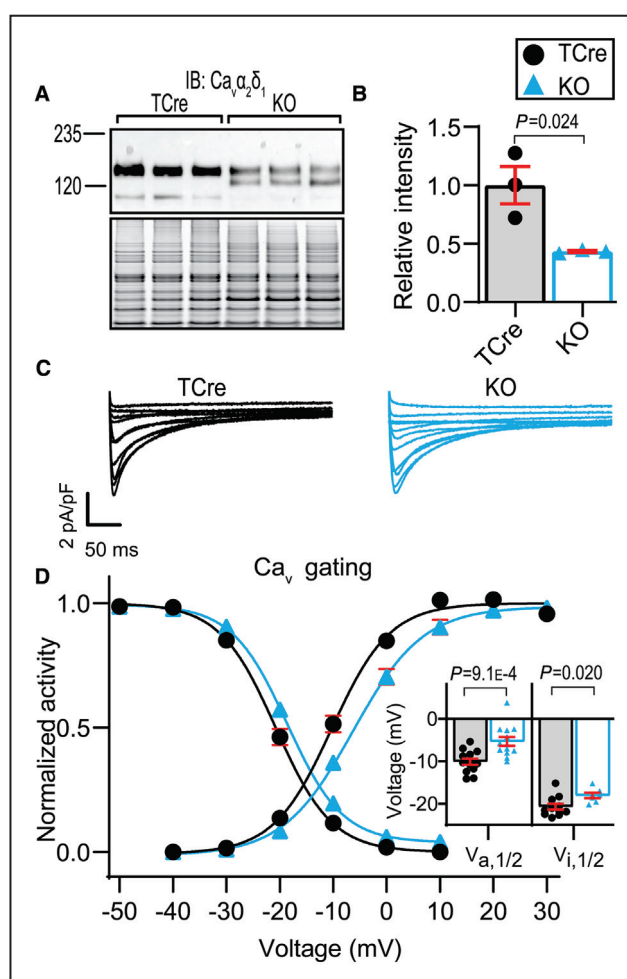 TCre
KO
A
IB: Cavα2δ1
TCre
KO
235
120
B
P=0.024
1.5
1.0
0.5
0.0
Relative intensity
TCre
KO
C
TCre
KO
2 pA/pF
50 ms
D
Cav gating
1.0
0.5
0.0
Normalized activity
-50 -40 -30 -20 -10 0 10 20 30
Voltage (mV)
P=9.1E-4
P=0.020
0
-10
-20
Voltage (mV)
Va,1/2
Vi,1/2